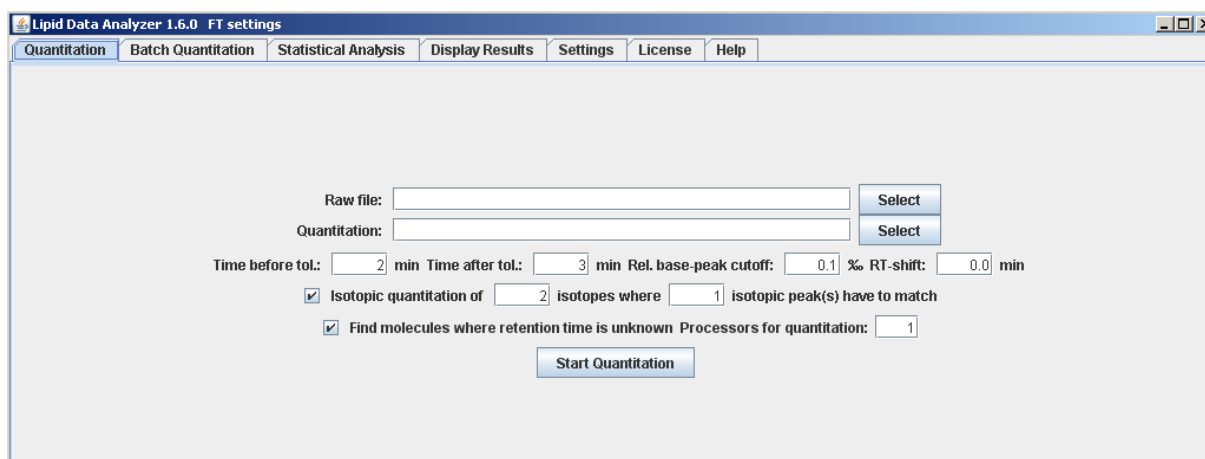 Lipid Data Analyzer 1.6.0 FT settings
Quantitation Batch Quantitation Statistical Analysis Display Results Settings License Help
Raw file: Select
Quantitation: Select
Time before tol.: 2 min Time after tol.: 3 min Rel. base-peak cutoff: 0.1 ‰ RT-shift: 0.0 min
Isotopic quantitation of 2 isotopes where 1 isotopic peak(s) have to match
Find molecules where retention time is unknown Processors for quantitation: 1
Start Quantitation